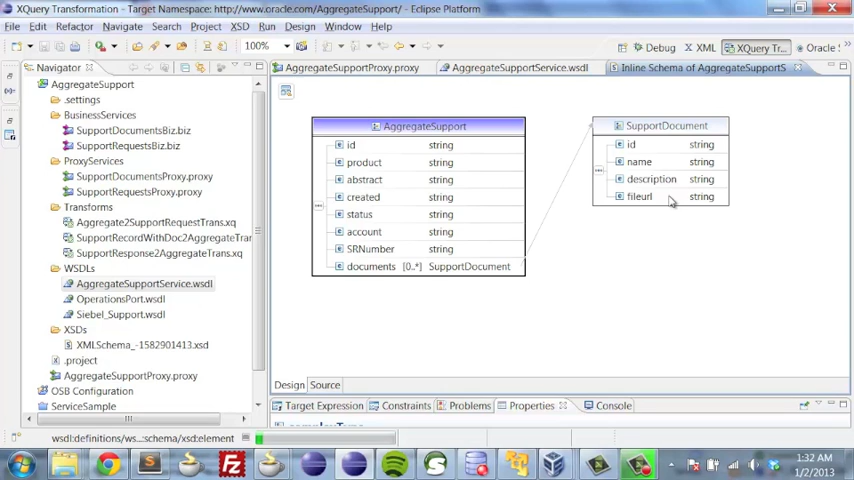 XQuery Transformation - Target Namespace: http://www.oracle.com/AggregateSupport/ - Eclipse Platform
File Edit Refactor Navigate Search Project XSD Run Design Window Help
100% Debug XML XQuery Tr... Oracle
Navigator
AggregateSupportProxy.proxy AggregateSupportService.wsdl Inline Schema of AggregateSupportS
AggregateSupport
.settings
BusinessServices
SupportDocumentsBiz.biz
SupportRequestsBiz.biz
ProxyServices
SupportDocumentsProxy.proxy
SupportRequestsProxy.proxy
Transforms
Aggregate2SupportRequestTrans.xq
SupportRecordWithDoc2AggregateTra
SupportResponse2AggregateTrans.xq
WSDLs
AggregateSupportService.wsdl
OperationsPort.wsdl
Siebel_Support.wsdl
XSDs
XMLSchema_-1582901413.xsd
.project
AggregateSupportProxy.proxy
OSB Configuration
ServiceSample
AggregateSupport
id string
product string
abstract string
created string
status string
account string
SRNumber string
documents [0..*] SupportDocument
SupportDocument
id string
name string
description string
fileurl string
Design Source
Target Expression Constraints Problems Properties Console
complexType
wsdl:definitions/ws...:schema/xsd:element
1:32 AM
1/2/2013